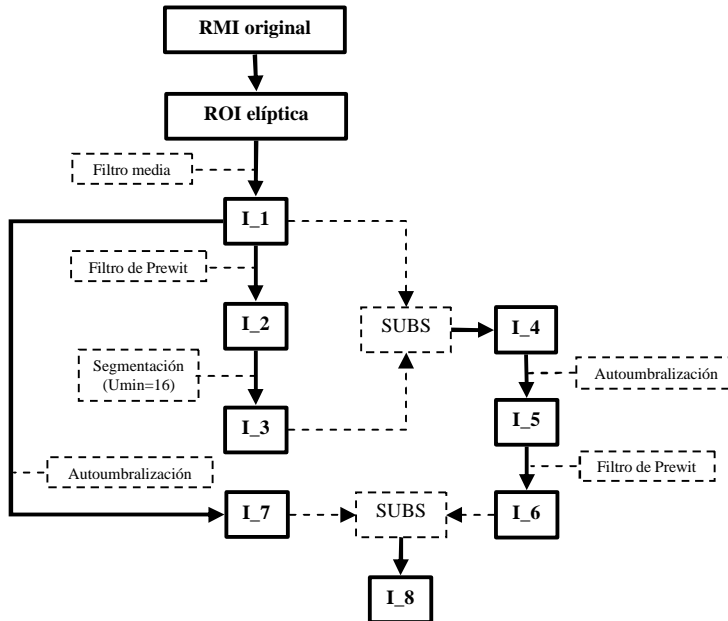 RMI original
ROI elíptica
Filtro media
I_1
Filtro de Prewit
I_2
SUBS
I_4
Segmentación
(Umin=16)
Autoumbralización
I_3
I_5
Autoumbralización
Filtro de Prewit
I_7
SUBS
I_6
I_8